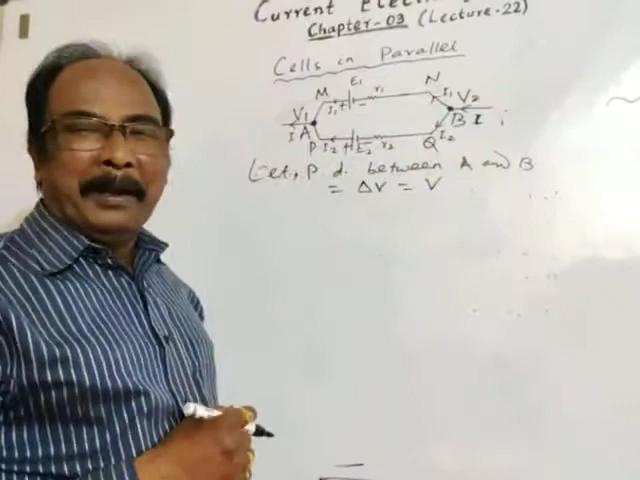 Current Elect
Chapter-03 (Lecture-22)
Cells in Parallel
E1
M + - r1 N
I1 I1
V1 V2
I A B I
P I2 + - E2 r2 Q I2
Let, P.d. between A and B
= ΔV = V